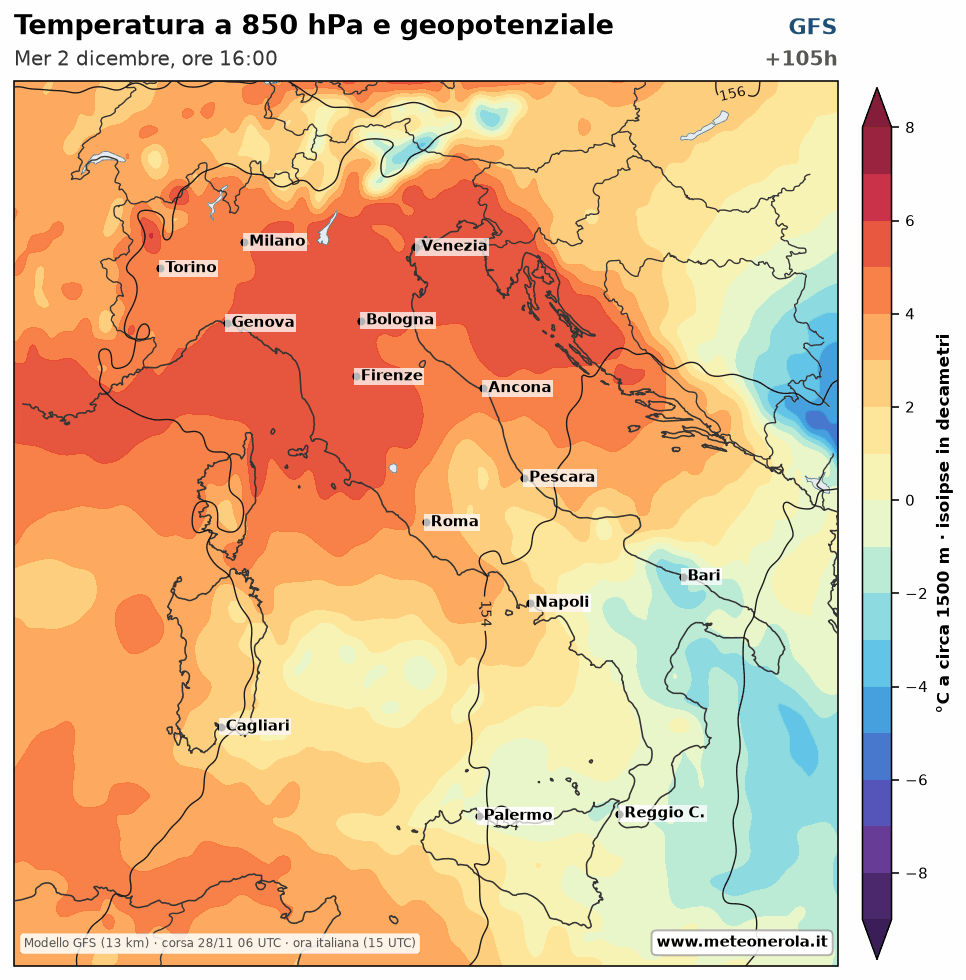 Temperatura a 850 hPa e geopotenziale
GFS
Mer 2 dicembre, ore 16:00
+105h
156
8
6
4
2
0
−2
−4
−6
−8
°C a circa 1500 m · isoipse in decametri
Milano
Venezia
Torino
Genova
Bologna
Firenze
Ancona
Pescara
Roma
Bari
Napoli
154
Cagliari
Palermo
Reggio C.
Modello GFS (13 km) · corsa 28/11 06 UTC · ora italiana (15 UTC)
www.meteonerola.it